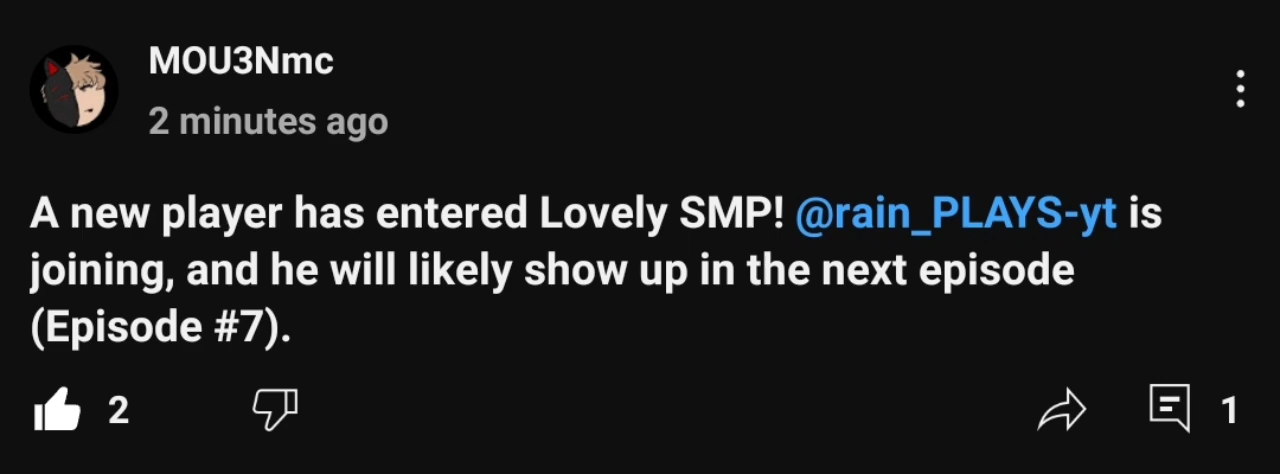 MOU3Nmc
2 minutes ago
A new player has entered Lovely SMP! @rain_PLAYS-yt is
joining, and he will likely show up in the next episode
(Episode #7).
2
1